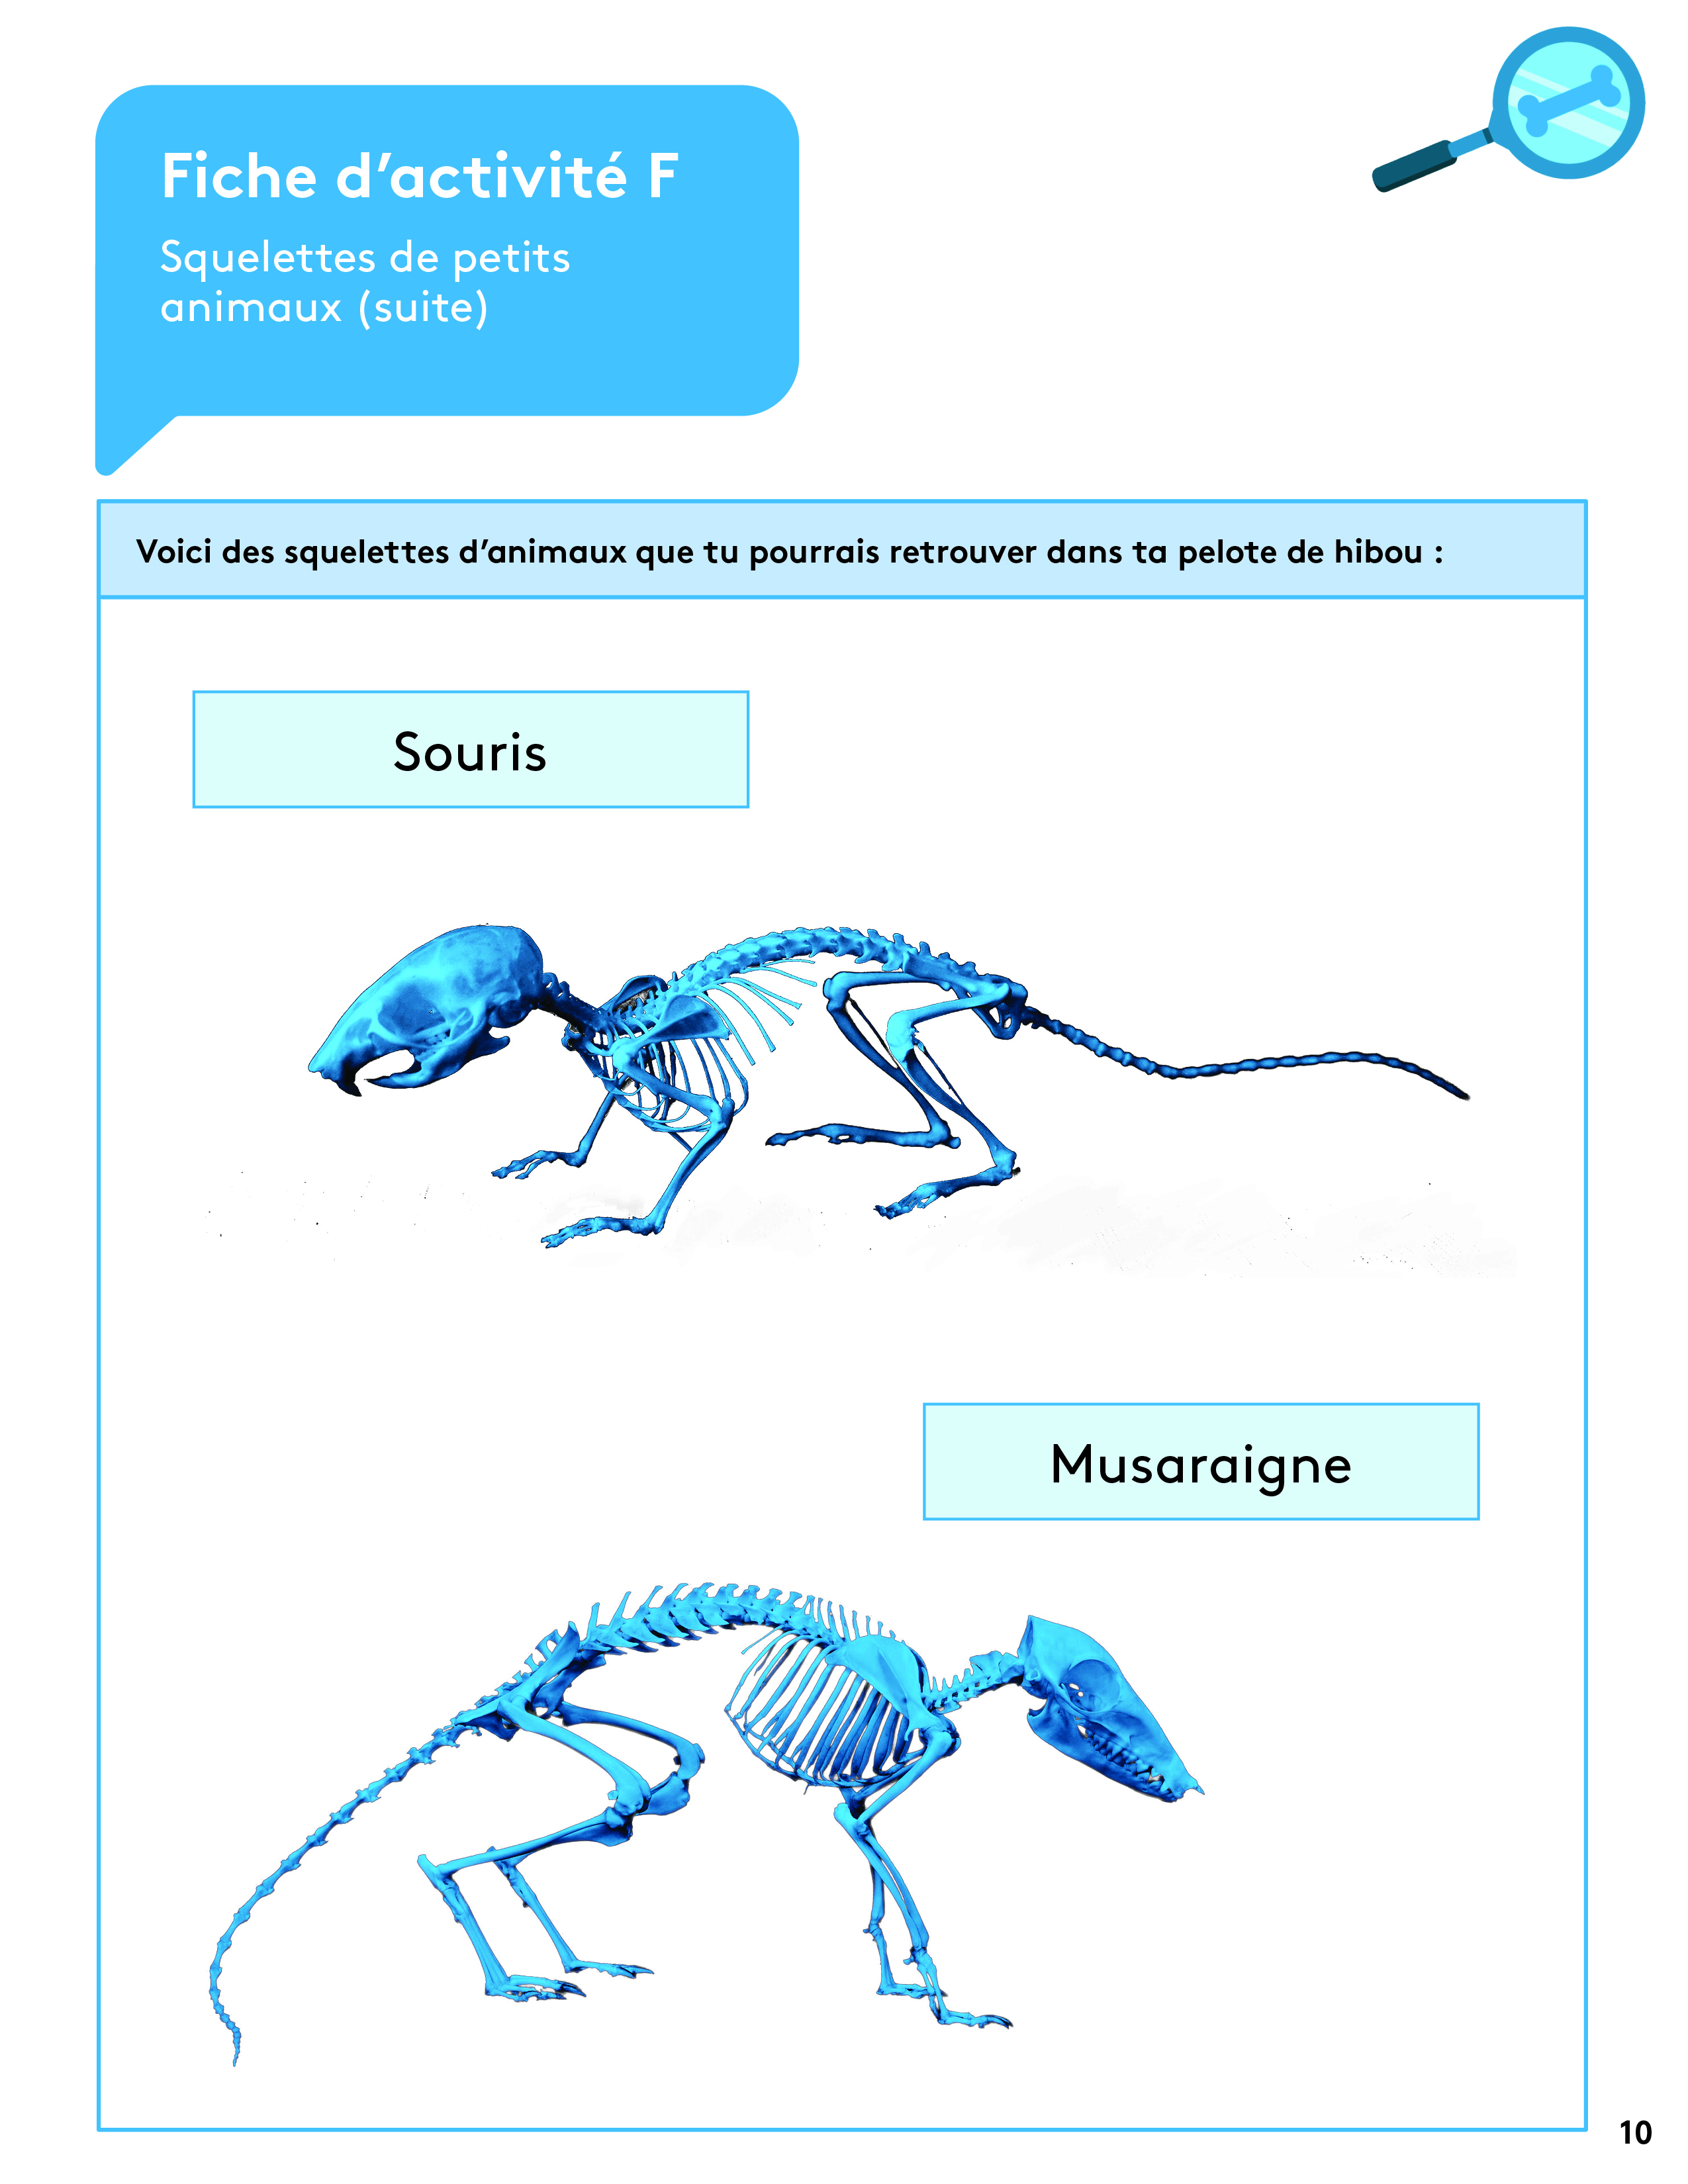 Fiche d’activité F
Squelettes de petits
animaux (suite)
Voici des squelettes d’animaux que tu pourrais retrouver dans ta pelote de hibou :
Souris
Musaraigne
10